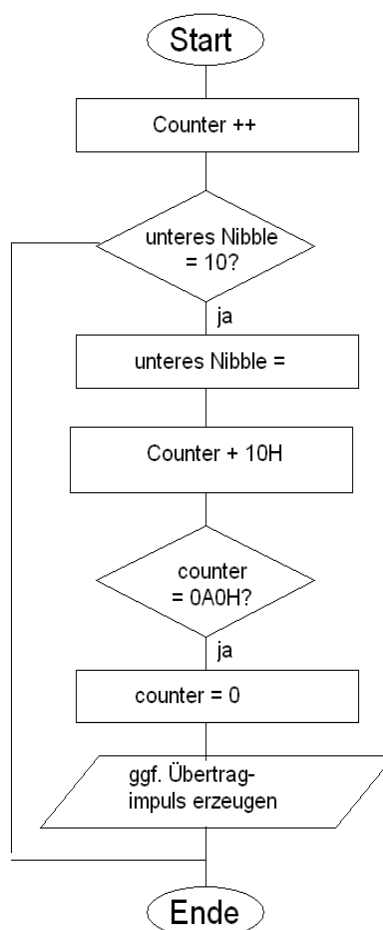 Start
Counter ++
unteres Nibble
= 10?
ja
unteres Nibble =
Counter + 10H
counter
= 0A0H?
ja
counter = 0
ggf. Übertrag-
impuls erzeugen
Ende